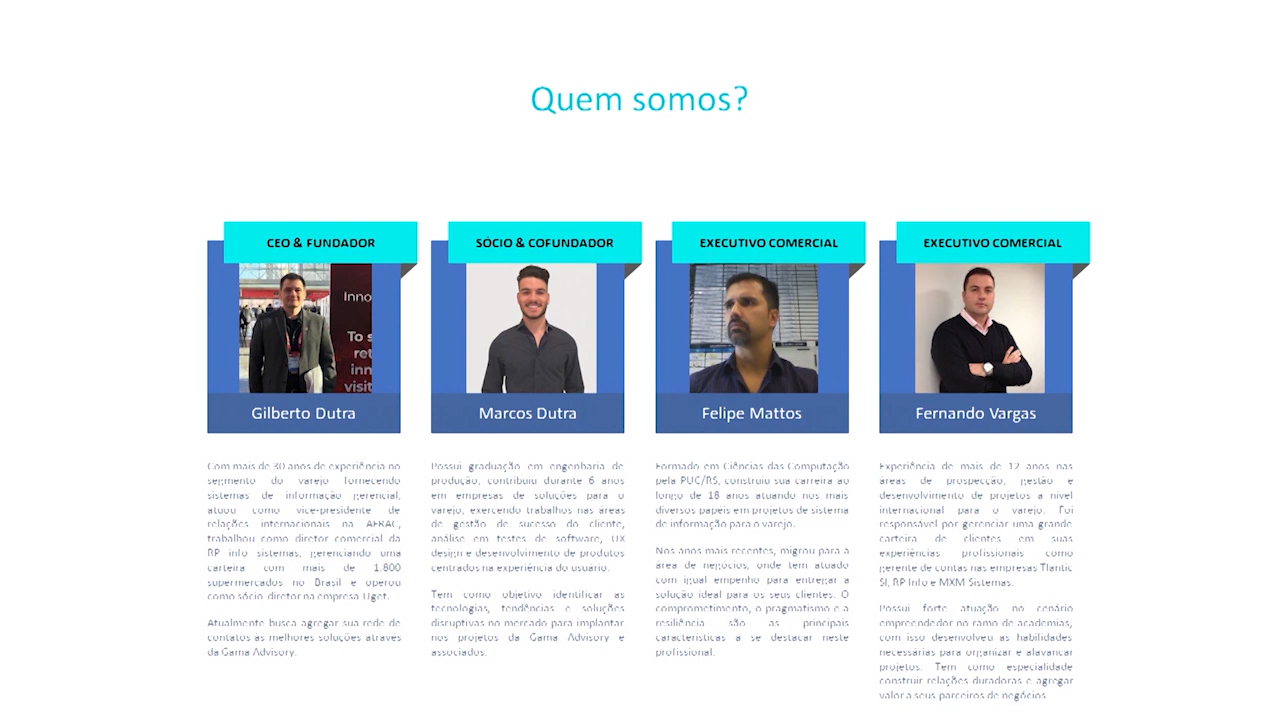 Quem somos?
CEO & FUNDADOR
Inno
To s
ret
inn
visit
Gilberto Dutra
Com mais de 30 anos de experiência no
segmento do varejo fornecendo
sistemas de informação gerencial,
atuou como vice-presidente de
relações internacionais na AFRAC,
trabalhou como diretor comercial da
RP info sistemas, gerenciando uma
carteira com mais de 1.800
supermercados no Brasil e operou
como sócio-diretor na empresa Uget.
Atualmente busca agregar sua rede de
contatos às melhores soluções através
da Gama Advisory.
SÓCIO & COFUNDADOR
Marcos Dutra
Possui graduação em engenharia de
produção, contribuiu durante 6 anos
em empresas de soluções para o
varejo, exercendo trabalhos nas áreas
de gestão de sucesso do cliente,
análise em testes de software, UX
design e desenvolvimento de produtos
centrados na experiência do usuário.
Tem como objetivo identificar as
tecnologias, tendências e soluções
disruptivas no mercado para implantar
nos projetos da Gama Advisory e
associados.
EXECUTIVO COMERCIAL
Felipe Mattos
Formado em Ciências das Computação
pela PUC/RS, construiu sua carreira ao
longo de 18 anos atuando nos mais
diversos papéis em projetos de sistema
de informação para o varejo.
Nos anos mais recentes, migrou para a
área de negócios, onde tem atuado
com igual empenho para entregar a
solução ideal para os seus clientes. O
comprometimento, o pragmatismo e a
resiliência são as principais
características a se destacar neste
profissional.
EXECUTIVO COMERCIAL
Fernando Vargas
Experiência de mais de 12 anos nas
áreas de prospecção, gestão e
desenvolvimento de projetos a nível
internacional para o varejo. Foi
responsável por gerenciar uma grande
carteira de clientes em suas
experiências profissionais como
gerente de contas nas empresas Tlantic
SI, RP Info e MXM Sistemas.
Possui forte atuação no cenário
empreendedor no ramo de academias,
com isso desenvolveu as habilidades
necessárias para organizar e alavancar
projetos. Tem como especialidade
construir relações duradoras e agregar
valor a seus parceiros de negócios.